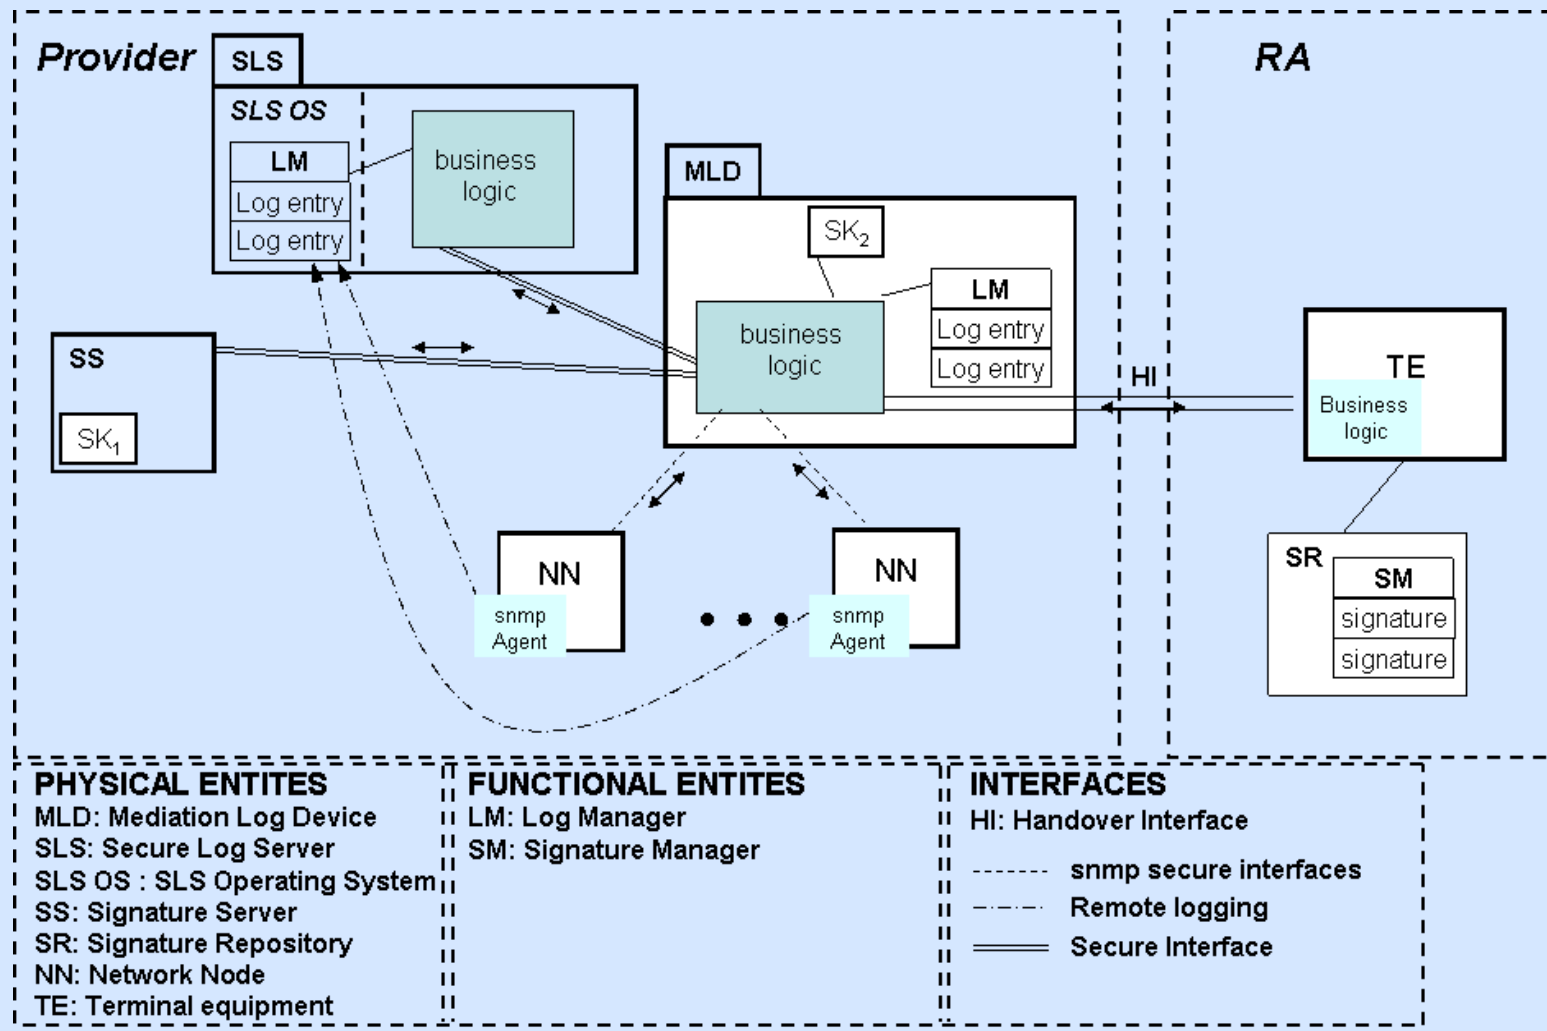 Provider
SLS
RA
SLS OS
LM
Log entry
Log entry
business
logic
MLD
SK2
LM
Log entry
Log entry
business
logic
SS
SK1
HI
TE
Business
logic
NN
snmp
Agent
NN
snmp
Agent
SR
SM
signature
signature
PHYSICAL ENTITES
MLD: Mediation Log Device
SLS: Secure Log Server
SLS OS : SLS Operating System
SS: Signature Server
SR: Signature Repository
NN: Network Node
TE: Terminal equipment
FUNCTIONAL ENTITES
LM: Log Manager
SM: Signature Manager
INTERFACES
HI: Handover Interface
snmp secure interfaces
Remote logging
Secure Interface